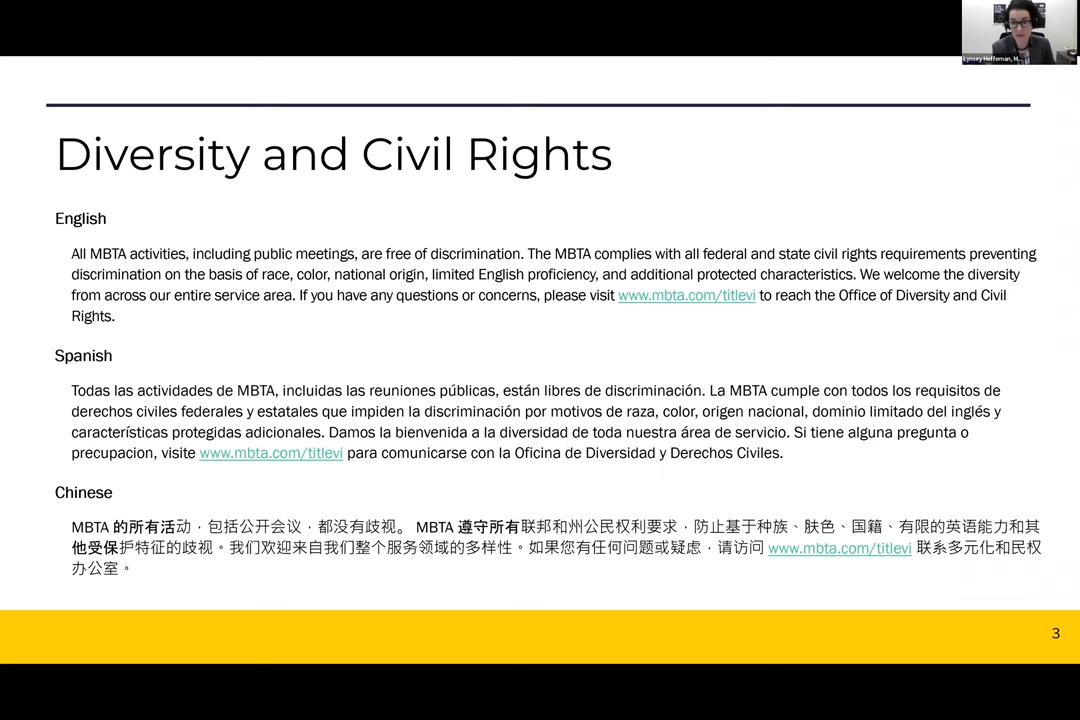 Lynsey Heffernan, M...
Diversity and Civil Rights
English
All MBTA activities, including public meetings, are free of discrimination. The MBTA complies with all federal and state civil rights requirements preventing
discrimination on the basis of race, color, national origin, limited English proficiency, and additional protected characteristics. We welcome the diversity
from across our entire service area. If you have any questions or concerns, please visit www.mbta.com/titlevi to reach the Office of Diversity and Civil
Rights.
Spanish
Todas las actividades de MBTA, incluidas las reuniones públicas, están libres de discriminación. La MBTA cumple con todos los requisitos de
derechos civiles federales y estatales que impiden la discriminación por motivos de raza, color, origen nacional, dominio limitado del inglés y
características protegidas adicionales. Damos la bienvenida a la diversidad de toda nuestra área de servicio. Si tiene alguna pregunta o
precupacion, visite www.mbta.com/titlevi para comunicarse con la Oficina de Diversidad y Derechos Civiles.
Chinese
MBTA 的所有活动，包括公开会议，都没有歧视。 MBTA 遵守所有联邦和州公民权利要求，防止基于种族、肤色、国籍、有限的英语能力和其
他受保护特征的歧视。我们欢迎来自我们整个服务领域的多样性。如果您有任何问题或疑虑，请访问 www.mbta.com/titlevi 联系多元化和民权
办公室。
3